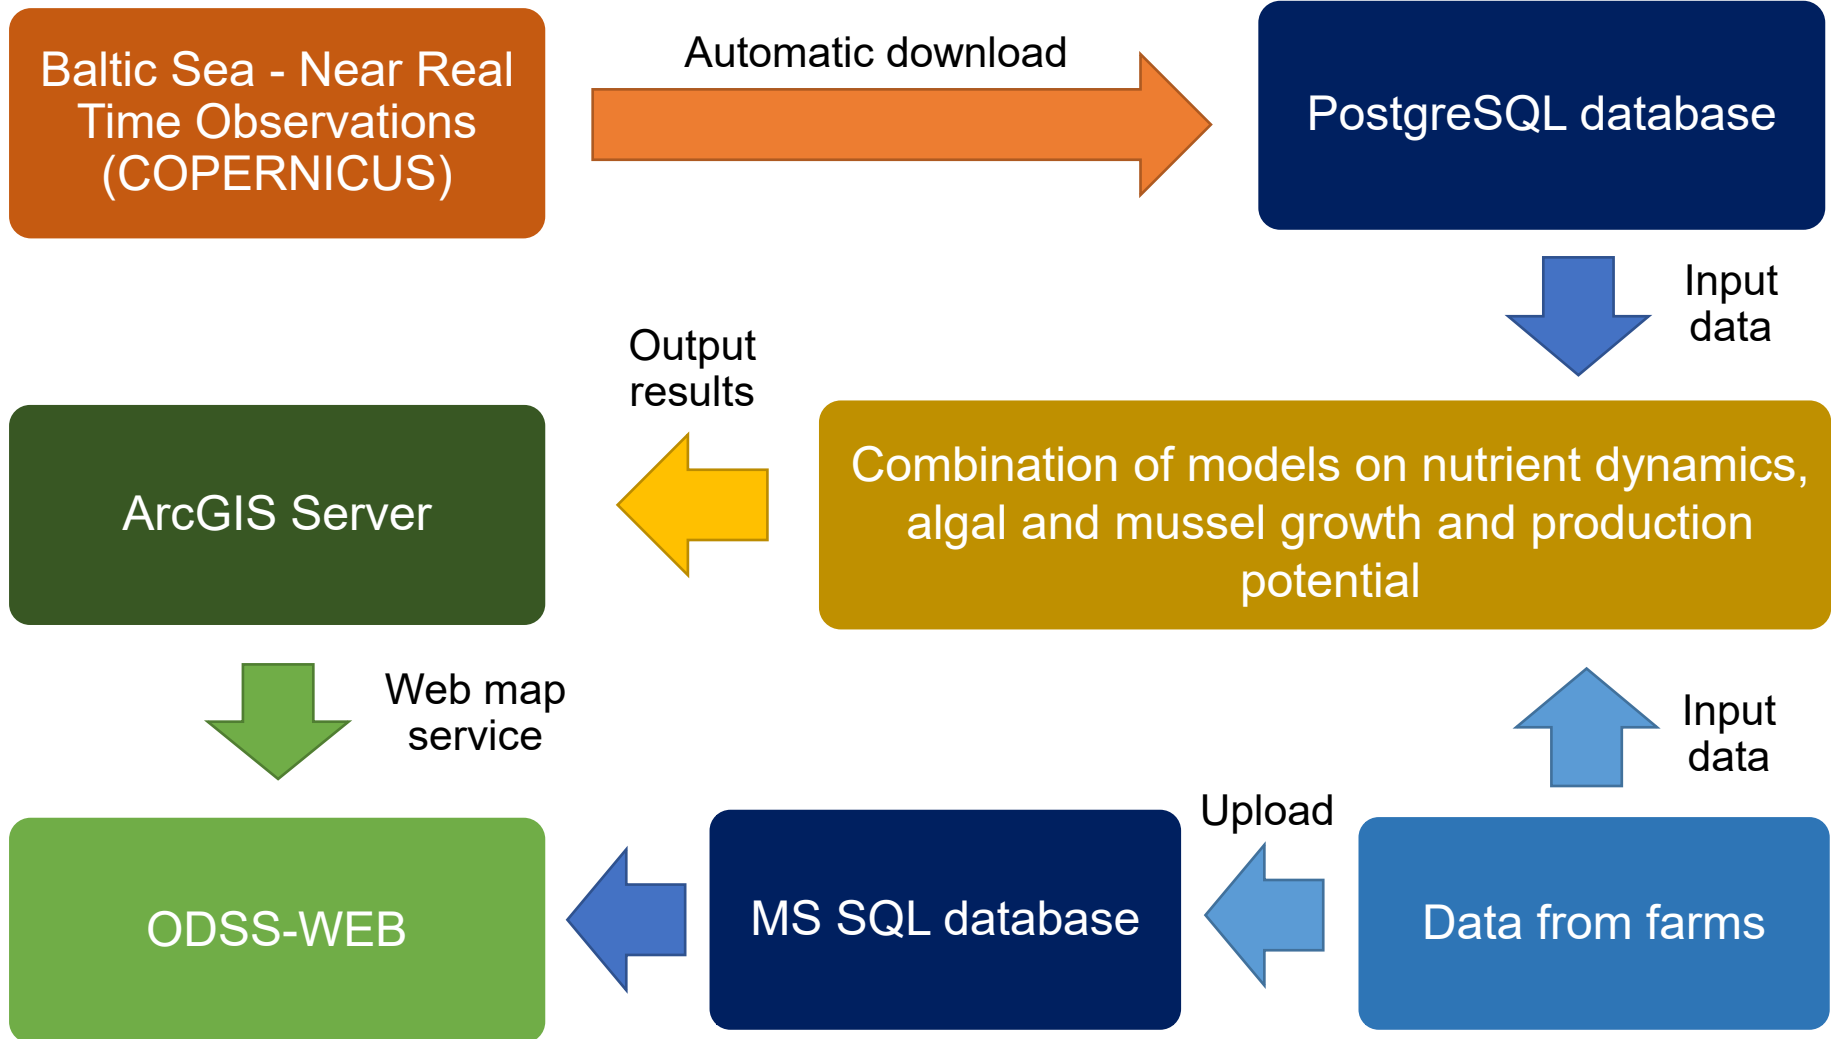 Baltic Sea - Near Real
Time Observations
(COPERNICUS)
Automatic download
PostgreSQL database
Input
data
Output
results
ArcGIS Server
Combination of models on nutrient dynamics,
algal and mussel growth and production
potential
Web map
service
Input
data
Upload
ODSS-WEB
MS SQL database
Data from farms